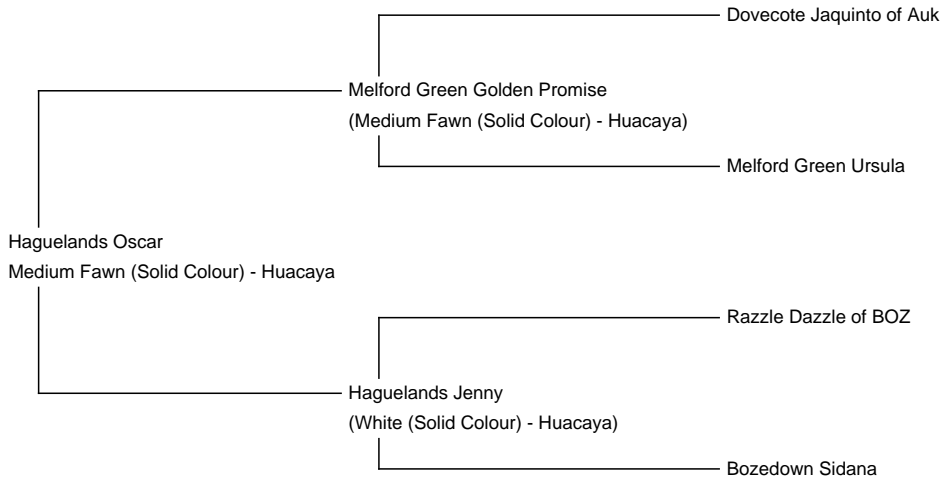 Dovecote Jaquinto of Auk
Melford Green Golden Promise
(Medium Fawn (Solid Colour) - Huacaya)
Melford Green Ursula
Haguelands Oscar
Medium Fawn (Solid Colour) - Huacaya
Razzle Dazzle of BOZ
Haguelands Jenny
(White (Solid Colour) - Huacaya)
Bozedown Sidana